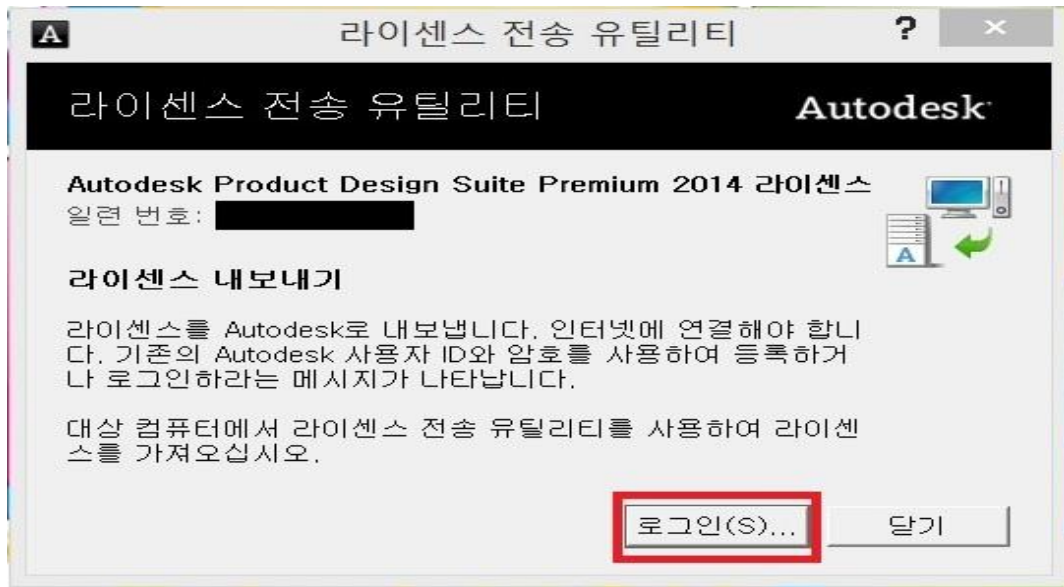 라이센스 전송 유틸리티
라이센스 전송 유틸리티 Autodesk
Autodesk Product Design Suite Premium 2014 라이센스
일련 번호:
라이센스 내보내기
라이센스를 Autodesk로 내보냅니다. 인터넷에 연결해야 합니
다. 기존의 Autodesk 사용자 ID와 암호를 사용하여 등록하거
나 로그인하라는 메시지가 나타납니다.
대상 컴퓨터에서 라이센스 전송 유틸리티를 사용하여 라이센
스를 가져오십시오.
로그인(S)... 닫기